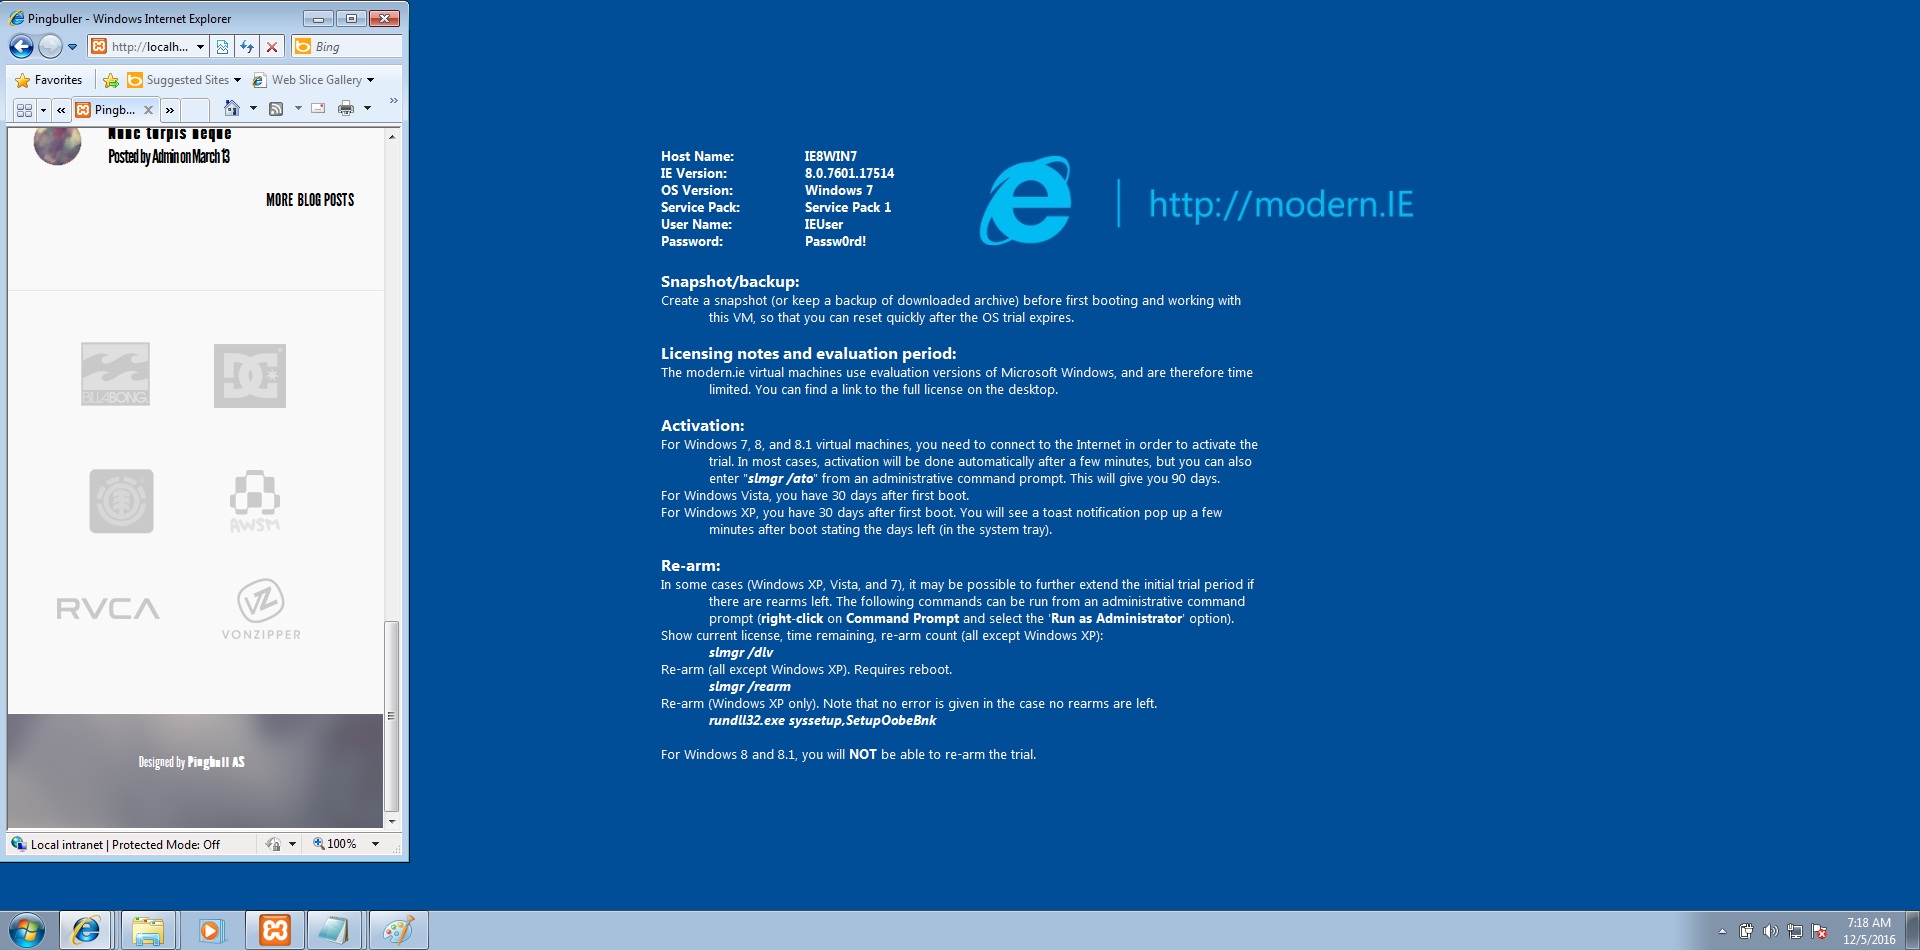 Pingbuller - Windows Internet Explorer
http://localh...
Bing
Favorites
Suggested Sites
Web Slice Gallery
Pingb...
Nunc turpis neque
Posted by Admin on March 13
MORE BLOG POSTS
BILLABONG
DC
AWSM
RVCA
VZ
VONZIPPER
Designed by Pingbull AS
Local intranet | Protected Mode: Off
100%
Host Name: IE8WIN7
IE Version: 8.0.7601.17514
OS Version: Windows 7
Service Pack: Service Pack 1
User Name: IEUser
Password: Passw0rd!
http://modern.IE
Snapshot/backup:
Create a snapshot (or keep a backup of downloaded archive) before first booting and working with
this VM, so that you can reset quickly after the OS trial expires.
Licensing notes and evaluation period:
The modern.ie virtual machines use evaluation versions of Microsoft Windows, and are therefore time
limited. You can find a link to the full license on the desktop.
Activation:
For Windows 7, 8, and 8.1 virtual machines, you need to connect to the Internet in order to activate the
trial. In most cases, activation will be done automatically after a few minutes, but you can also
enter "slmgr /ato" from an administrative command prompt. This will give you 90 days.
For Windows Vista, you have 30 days after first boot.
For Windows XP, you have 30 days after first boot. You will see a toast notification pop up a few
minutes after boot stating the days left (in the system tray).
Re-arm:
In some cases (Windows XP, Vista, and 7), it may be possible to further extend the initial trial period if
there are rearms left. The following commands can be run from an administrative command
prompt (right-click on Command Prompt and select the 'Run as Administrator' option).
Show current license, time remaining, re-arm count (all except Windows XP):
slmgr /dlv
Re-arm (all except Windows XP). Requires reboot.
slmgr /rearm
Re-arm (Windows XP only). Note that no error is given in the case no rearms are left.
rundll32.exe syssetup,SetupOobeBnk
For Windows 8 and 8.1, you will NOT be able to re-arm the trial.
7:18 AM
12/5/2016